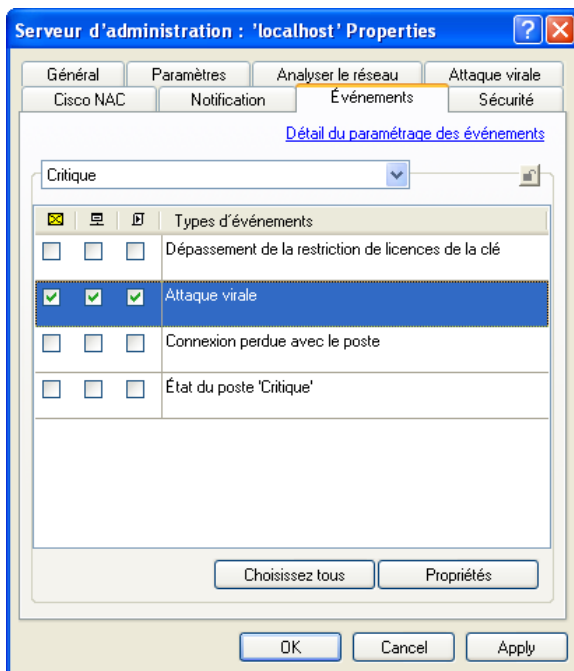 Serveur d'administration : 'localhost' Properties
Général Paramètres Analyser le réseau Attaque virale
Cisco NAC Notification Événements Sécurité
Détail du paramétrage des événements
Critique
Types d'événements
Dépassement de la restriction de licences de la clé
Attaque virale
Connexion perdue avec le poste
État du poste 'Critique'
Choisissez tous Propriétés
OK Cancel Apply